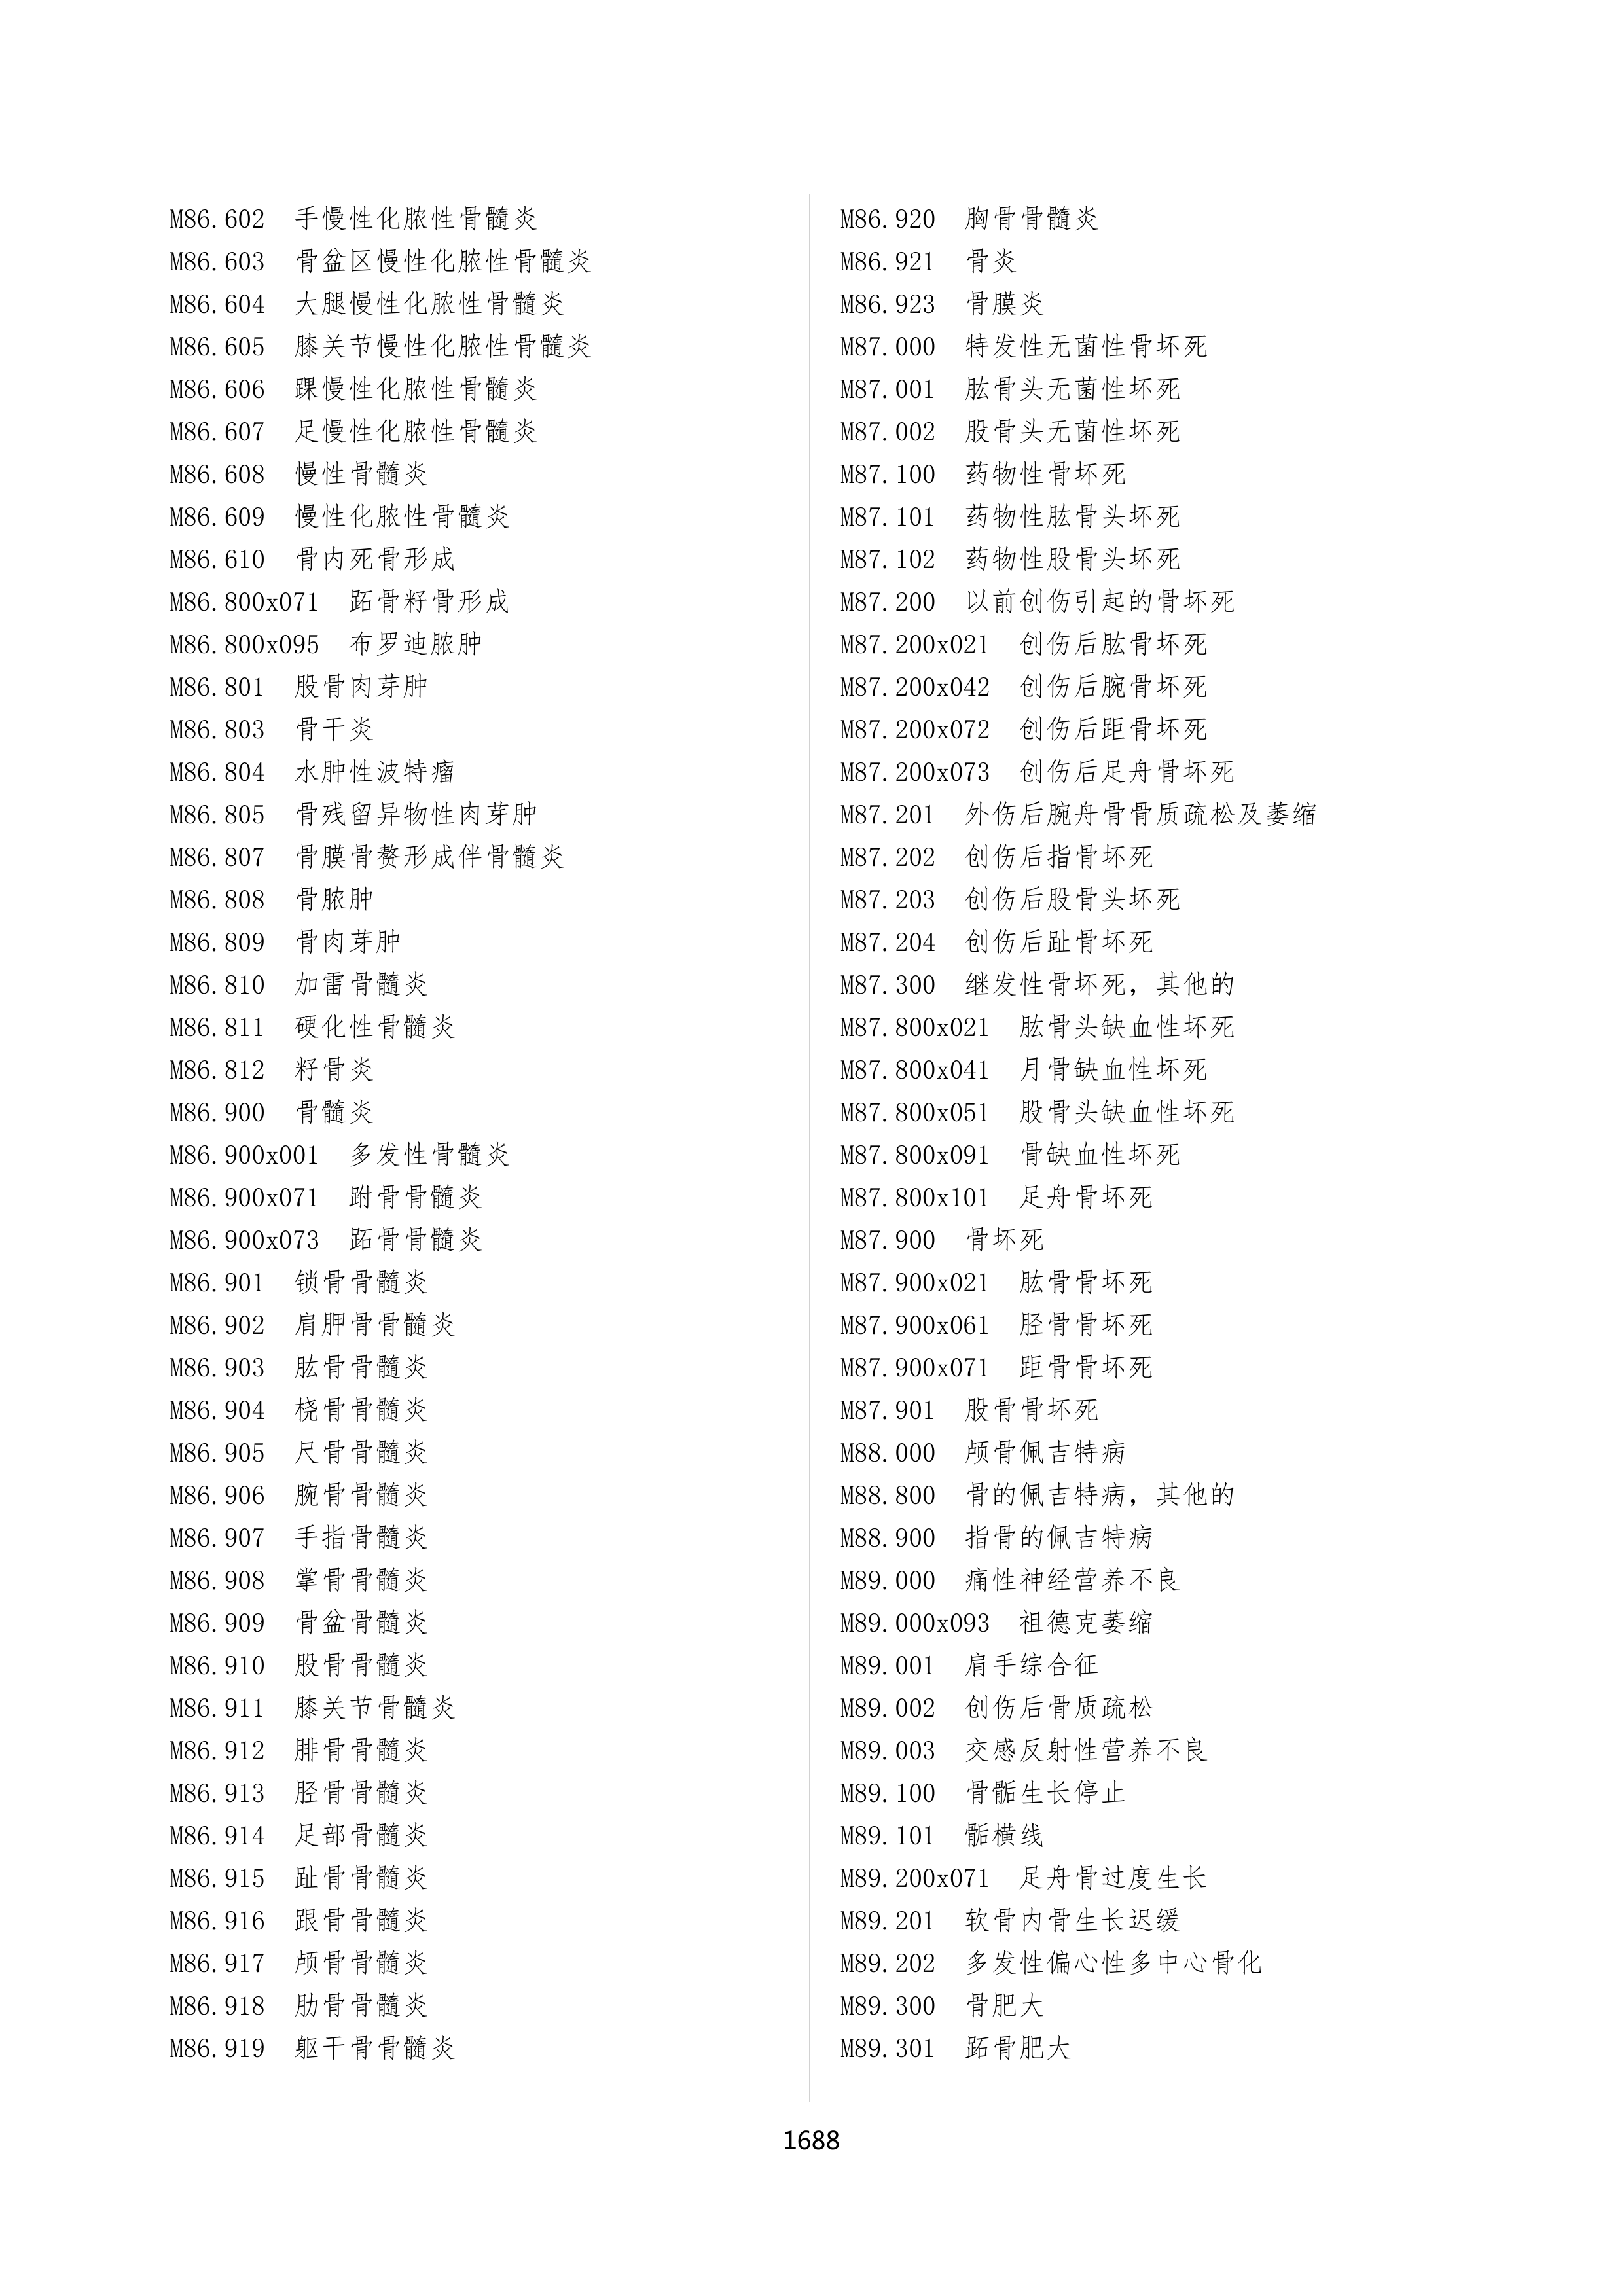 M86.602 手慢性化脓性骨髓炎
M86.603 骨盆区慢性化脓性骨髓炎
M86.604 大腿慢性化脓性骨髓炎
M86.605 膝关节慢性化脓性骨髓炎
M86.606 踝慢性化脓性骨髓炎
M86.607 足慢性化脓性骨髓炎
M86.608 慢性骨髓炎
M86.609 慢性化脓性骨髓炎
M86.610 骨内死骨形成
M86.800x071 跖骨籽骨形成
M86.800x095 布罗迪脓肿
M86.801 股骨肉芽肿
M86.803 骨干炎
M86.804 水肿性波特瘤
M86.805 骨残留异物性肉芽肿
M86.807 骨膜骨赘形成伴骨髓炎
M86.808 骨脓肿
M86.809 骨肉芽肿
M86.810 加雷骨髓炎
M86.811 硬化性骨髓炎
M86.812 籽骨炎
M86.900 骨髓炎
M86.900x001 多发性骨髓炎
M86.900x071 跗骨骨髓炎
M86.900x073 跖骨骨髓炎
M86.901 锁骨骨髓炎
M86.902 肩胛骨骨髓炎
M86.903 肱骨骨髓炎
M86.904 桡骨骨髓炎
M86.905 尺骨骨髓炎
M86.906 腕骨骨髓炎
M86.907 手指骨髓炎
M86.908 掌骨骨髓炎
M86.909 骨盆骨髓炎
M86.910 股骨骨髓炎
M86.911 膝关节骨髓炎
M86.912 腓骨骨髓炎
M86.913 胫骨骨髓炎
M86.914 足部骨髓炎
M86.915 趾骨骨髓炎
M86.916 跟骨骨髓炎
M86.917 颅骨骨髓炎
M86.918 肋骨骨髓炎
M86.919 躯干骨骨髓炎
M86.920 胸骨骨髓炎
M86.921 骨炎
M86.923 骨膜炎
M87.000 特发性无菌性骨坏死
M87.001 肱骨头无菌性坏死
M87.002 股骨头无菌性坏死
M87.100 药物性骨坏死
M87.101 药物性肱骨头坏死
M87.102 药物性股骨头坏死
M87.200 以前创伤引起的骨坏死
M87.200x021 创伤后肱骨坏死
M87.200x042 创伤后腕骨坏死
M87.200x072 创伤后距骨坏死
M87.200x073 创伤后足舟骨坏死
M87.201 外伤后腕舟骨骨质疏松及萎缩
M87.202 创伤后指骨坏死
M87.203 创伤后股骨头坏死
M87.204 创伤后趾骨坏死
M87.300 继发性骨坏死，其他的
M87.800x021 肱骨头缺血性坏死
M87.800x041 月骨缺血性坏死
M87.800x051 股骨头缺血性坏死
M87.800x091 骨缺血性坏死
M87.800x101 足舟骨坏死
M87.900 骨坏死
M87.900x021 肱骨骨坏死
M87.900x061 胫骨骨坏死
M87.900x071 距骨骨坏死
M87.901 股骨骨坏死
M88.000 颅骨佩吉特病
M88.800 骨的佩吉特病，其他的
M88.900 指骨的佩吉特病
M89.000 痛性神经营养不良
M89.000x093 祖德克萎缩
M89.001 肩手综合征
M89.002 创伤后骨质疏松
M89.003 交感反射性营养不良
M89.100 骨骺生长停止
M89.101 骺横线
M89.200x071 足舟骨过度生长
M89.201 软骨内骨生长迟缓
M89.202 多发性偏心性多中心骨化
M89.300 骨肥大
M89.301 跖骨肥大
1688